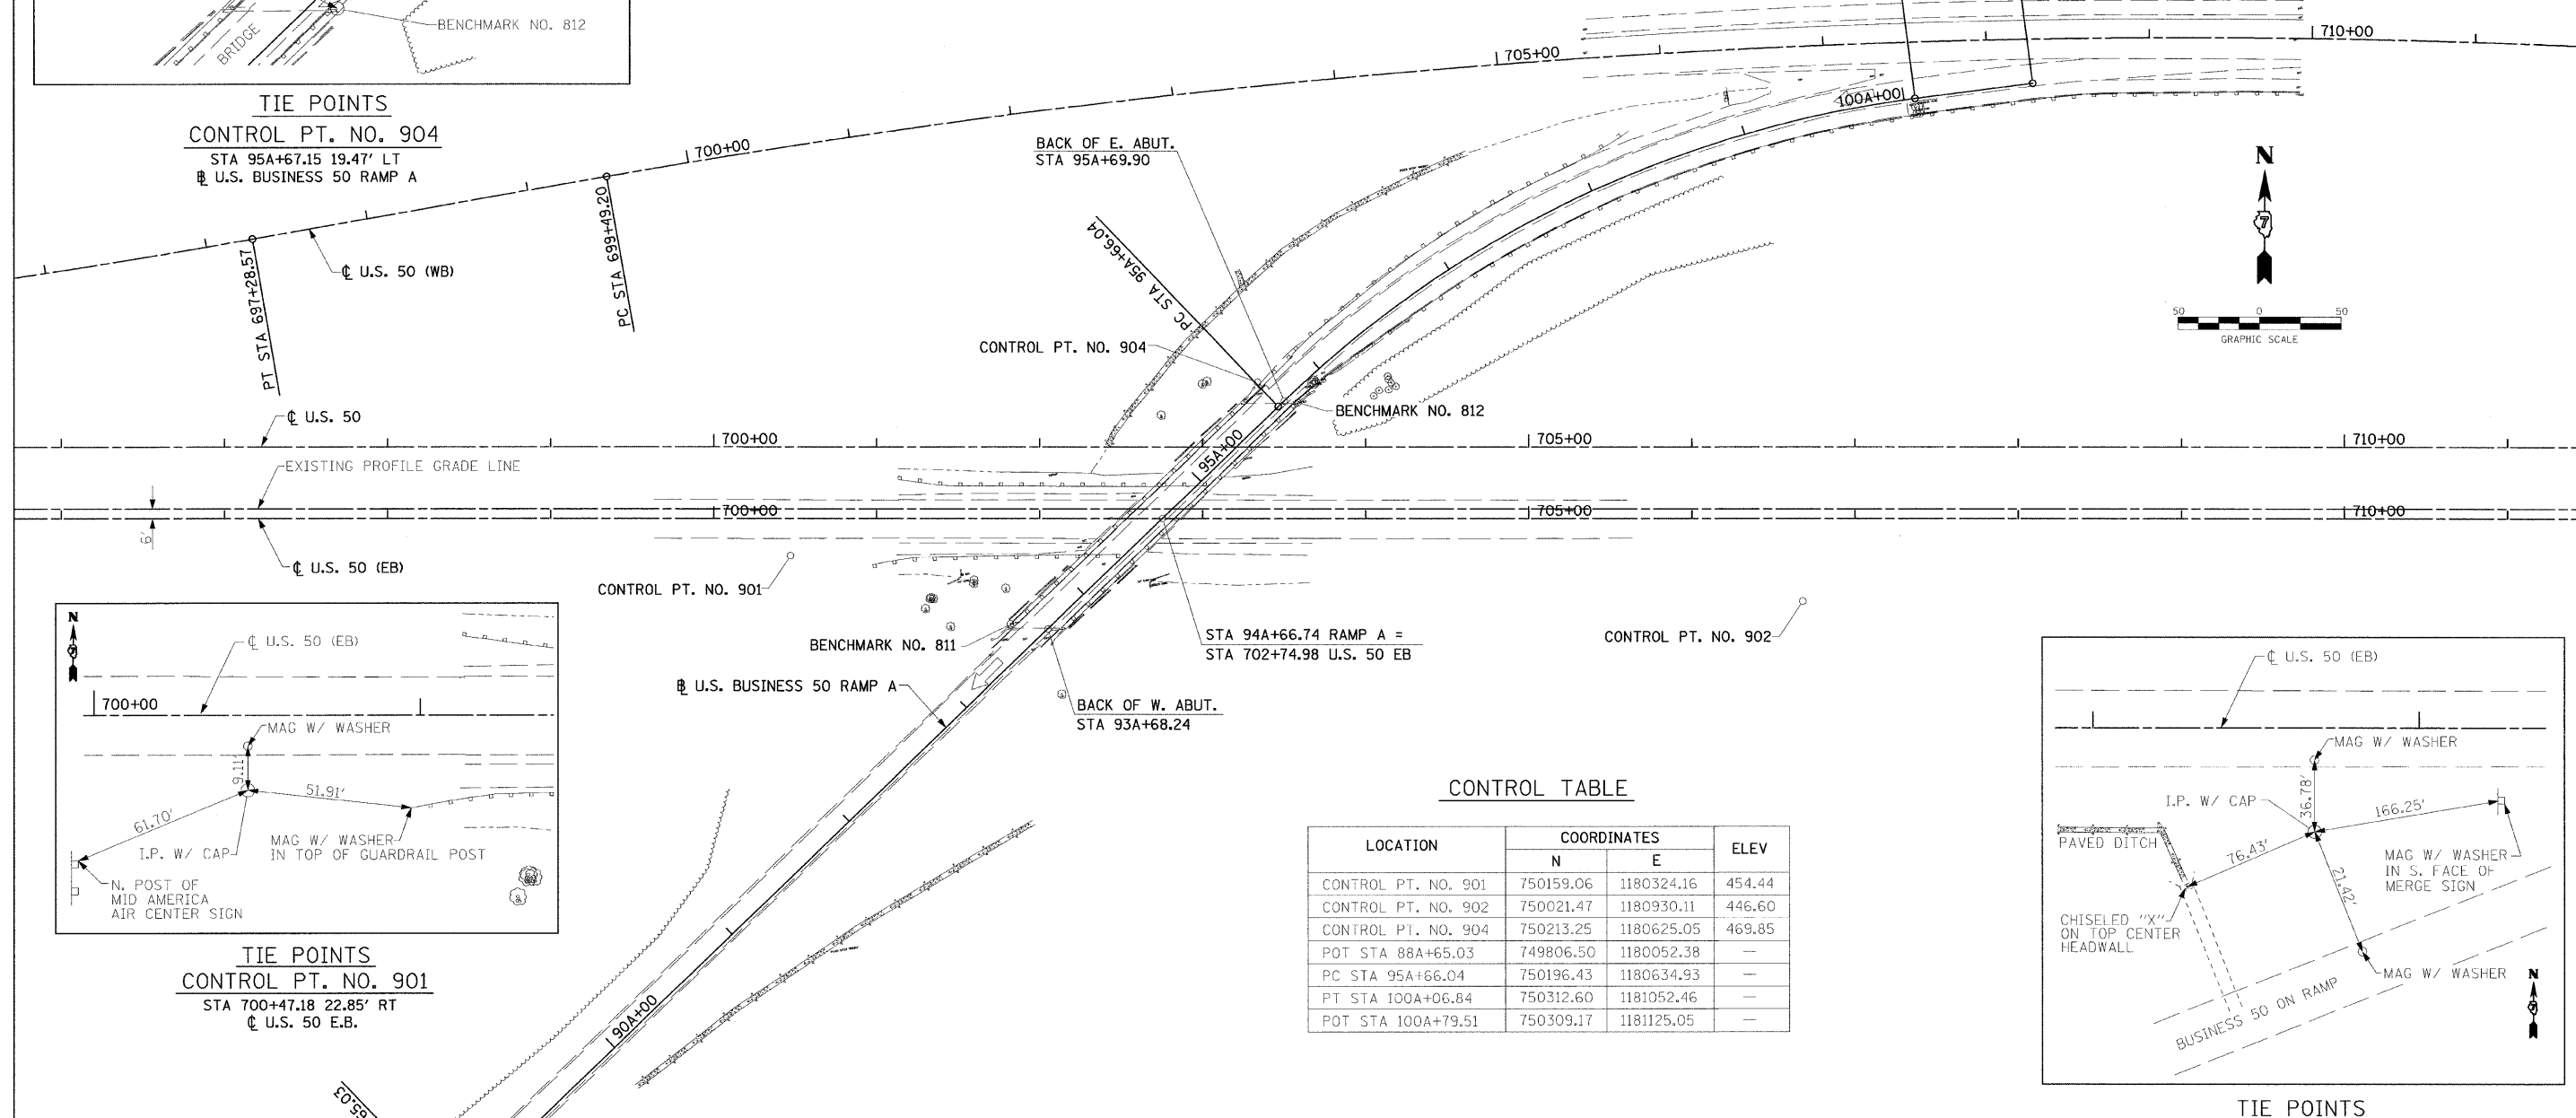 BENCHMARK NO. 812
BRIDGE
TIE POINTS
CONTROL PT. NO. 904
STA 95A+67.15 19.47' LT
℄ U.S. BUSINESS 50 RAMP A
705+00
710+00
100A+00
700+00
BACK OF E. ABUT.
STA 95A+69.90
N
7
50 0 50
GRAPHIC SCALE
PC STA 95A+66.04
PC STA 699+49.20
PT STA 697+28.57
℄ U.S. 50 (WB)
CONTROL PT. NO. 904
BENCHMARK NO. 812
℄ U.S. 50
700+00
705+00
710+00
95A+00
EXISTING PROFILE GRADE LINE
700+00
705+00
710+00
6'
℄ U.S. 50 (EB)
CONTROL PT. NO. 901
BENCHMARK NO. 811
STA 94A+66.74 RAMP A =
STA 702+74.98 U.S. 50 EB
CONTROL PT. NO. 902
℄ U.S. BUSINESS 50 RAMP A
BACK OF W. ABUT.
STA 93A+68.24
90A+00
65.03
N
℄ U.S. 50 (EB)
700+00
MAG W/ WASHER
9.11'
51.91'
61.70'
I.P. W/ CAP
MAG W/ WASHER
IN TOP OF GUARDRAIL POST
N. POST OF
MID AMERICA
AIR CENTER SIGN
TIE POINTS
CONTROL PT. NO. 901
STA 700+47.18 22.85' RT
℄ U.S. 50 E.B.
CONTROL TABLE
LOCATION COORDINATES ELEV
N E
CONTROL PT. NO. 901 750159.06 1180324.16 454.44
CONTROL PT. NO. 902 750021.47 1180930.11 446.60
CONTROL PT. NO. 904 750213.25 1180625.05 469.85
POT STA 88A+65.03 749806.50 1180052.38 —
PC STA 95A+66.04 750196.43 1180634.93 —
PT STA 100A+06.84 750312.60 1181052.46 —
POT STA 100A+79.51 750309.17 1181125.05 —
℄ U.S. 50 (EB)
MAG W/ WASHER
36.78'
I.P. W/ CAP
166.25'
PAVED DITCH
76.43'
21.42'
MAG W/ WASHER
IN S. FACE OF
MERGE SIGN
CHISELED "X"
ON TOP CENTER
HEADWALL
MAG W/ WASHER
N
BUSINESS 50 ON RAMP
TIE POINTS